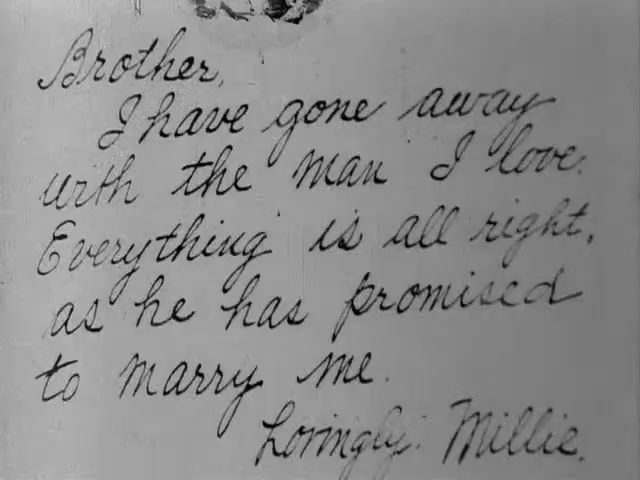 Brother,
I have gone away
with the man I love.
Everything is all right,
as he has promised
to marry me.
Lovingly. Millie.